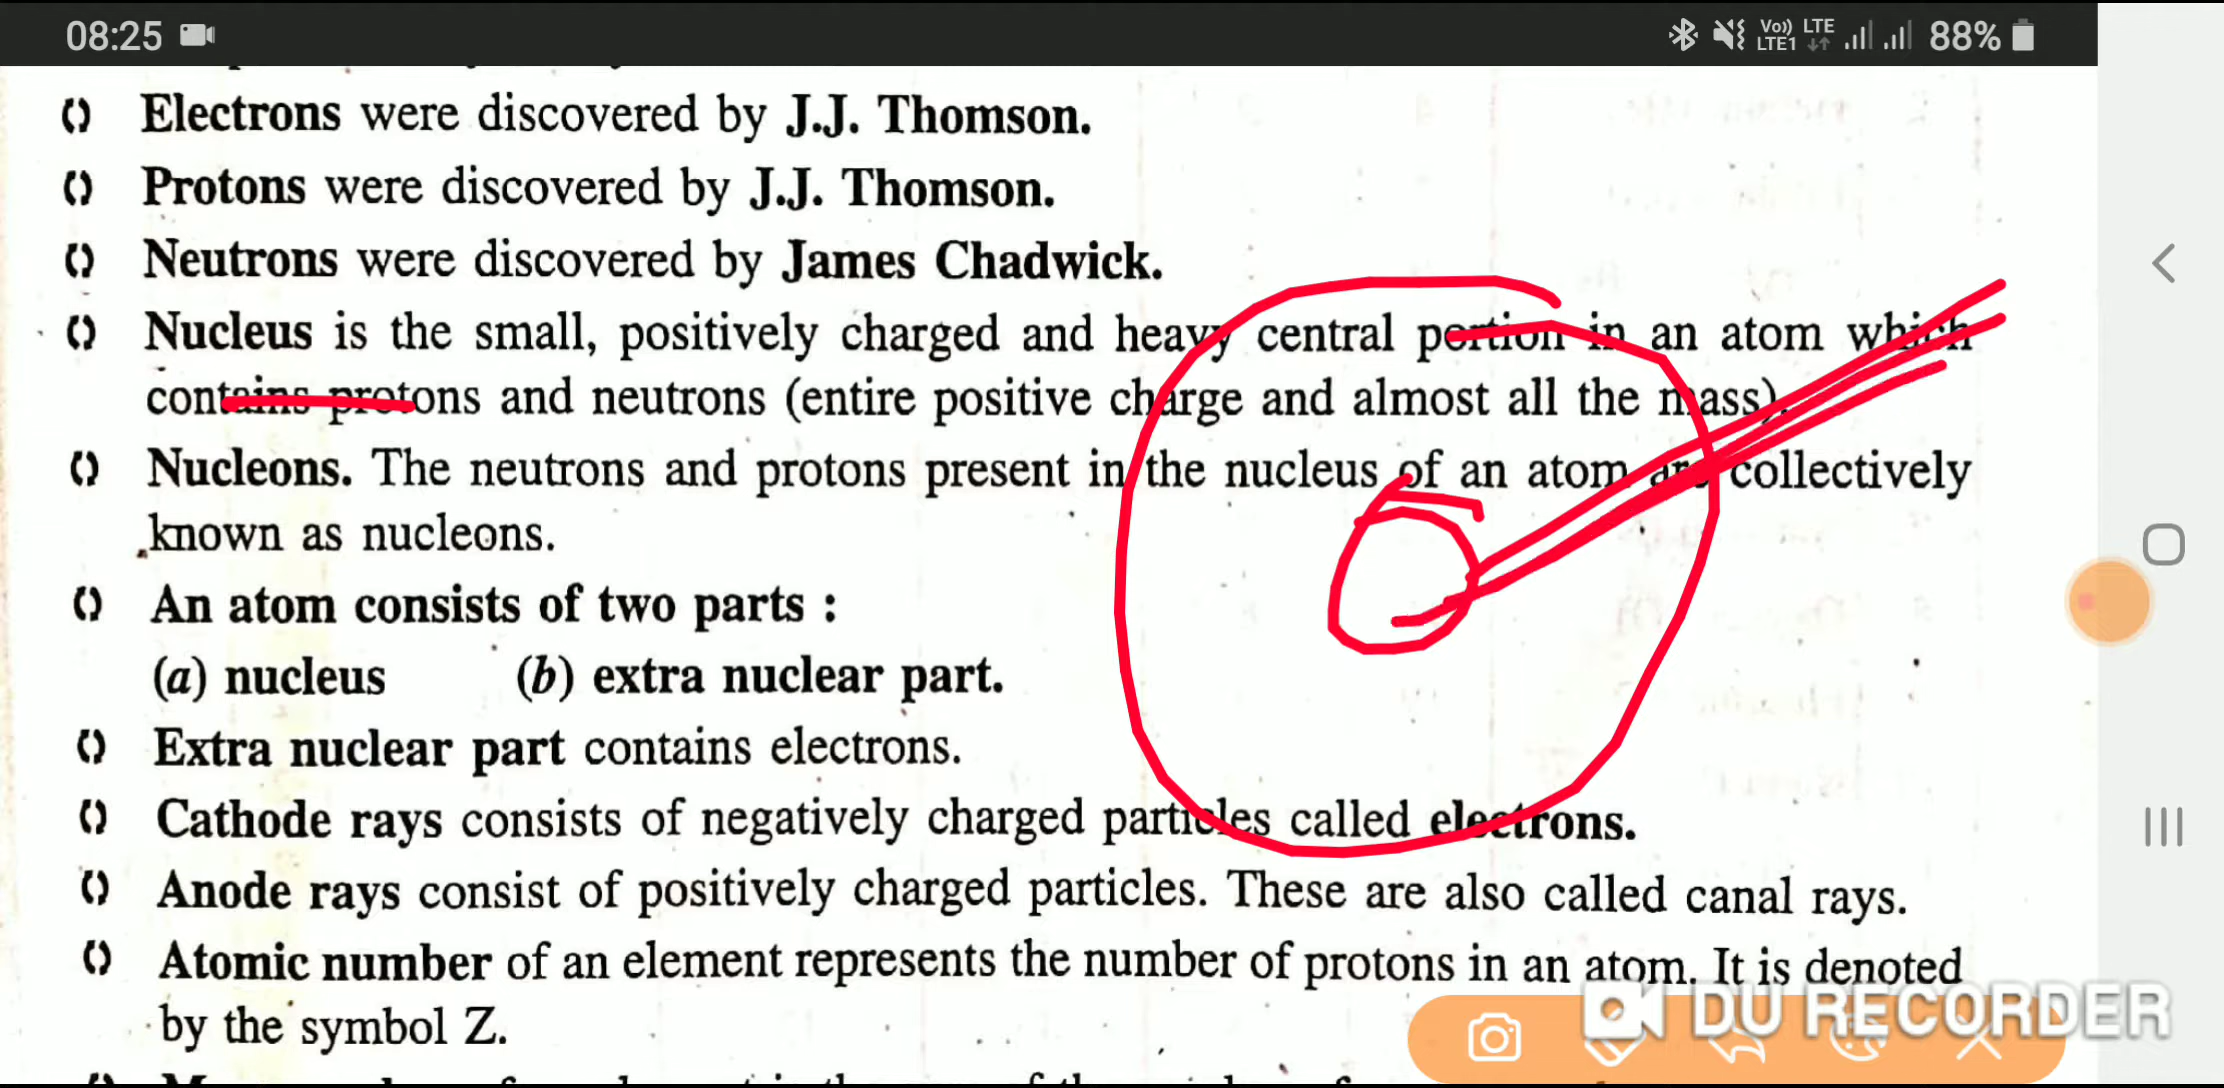 08:25
Vo)) LTE
LTE1
88%
Electrons were discovered by J.J. Thomson.
Protons were discovered by J.J. Thomson.
Neutrons were discovered by James Chadwick.
Nucleus is the small, positively charged and heavy central portion in an atom which
contains protons and neutrons (entire positive charge and almost all the mass).
Nucleons. The neutrons and protons present in the nucleus of an atom are collectively
known as nucleons.
An atom consists of two parts :
(a) nucleus (b) extra nuclear part.
Extra nuclear part contains electrons.
Cathode rays consists of negatively charged particles called electrons.
Anode rays consist of positively charged particles. These are also called canal rays.
Atomic number of an element represents the number of protons in an atom. It is denoted
by the symbol Z.
DU RECORDER